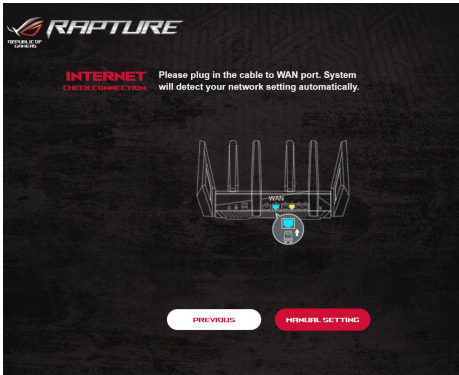 RAPTURE
REPUBLIC OF
GAMERS
INTERNET
CHECK CONNECTION
Please plug in the cable to WAN port. System
will detect your network setting automatically.
WAN
PREVIOUS
MANUAL SETTING